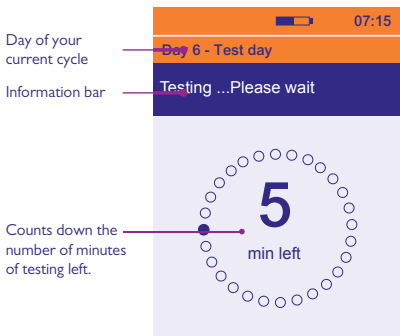 07:15
Day of your
current cycle
Day 6 - Test day
Information bar
Testing ...Please wait
5
min left
Counts down the
number of minutes
of testing left.